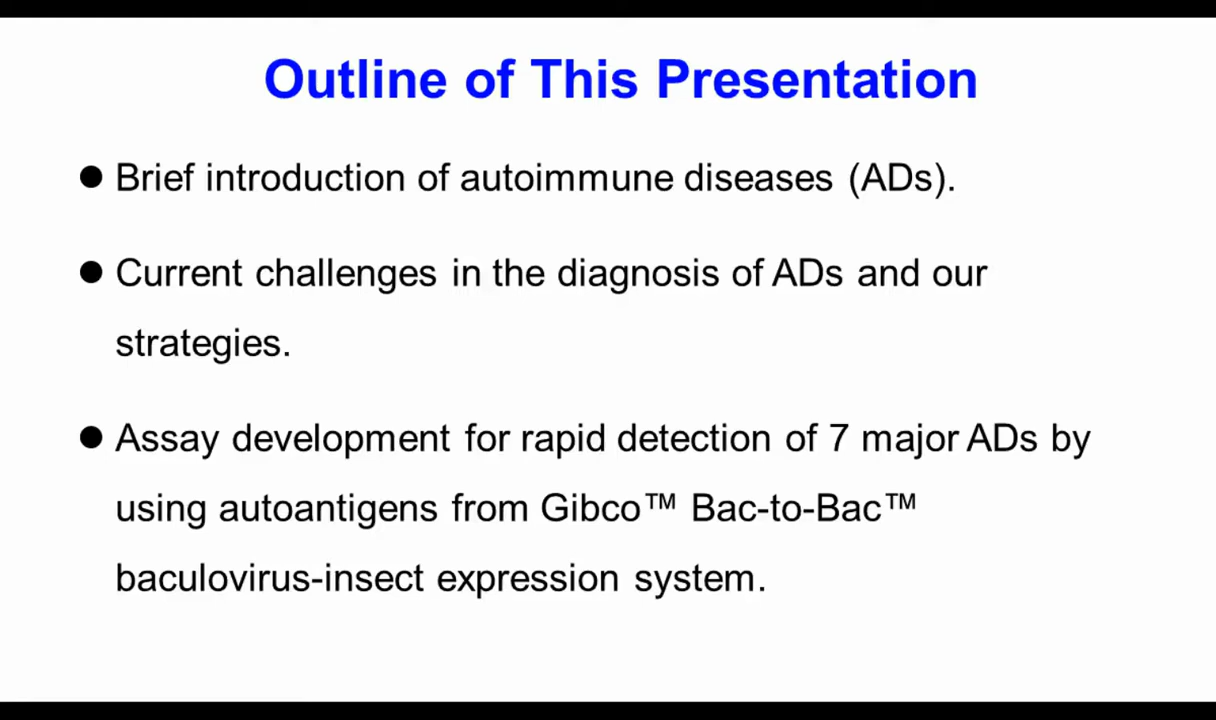 Outline of This Presentation
● Brief introduction of autoimmune diseases (ADs).
● Current challenges in the diagnosis of ADs and our
strategies.
● Assay development for rapid detection of 7 major ADs by
using autoantigens from Gibco™ Bac-to-Bac™
baculovirus-insect expression system.